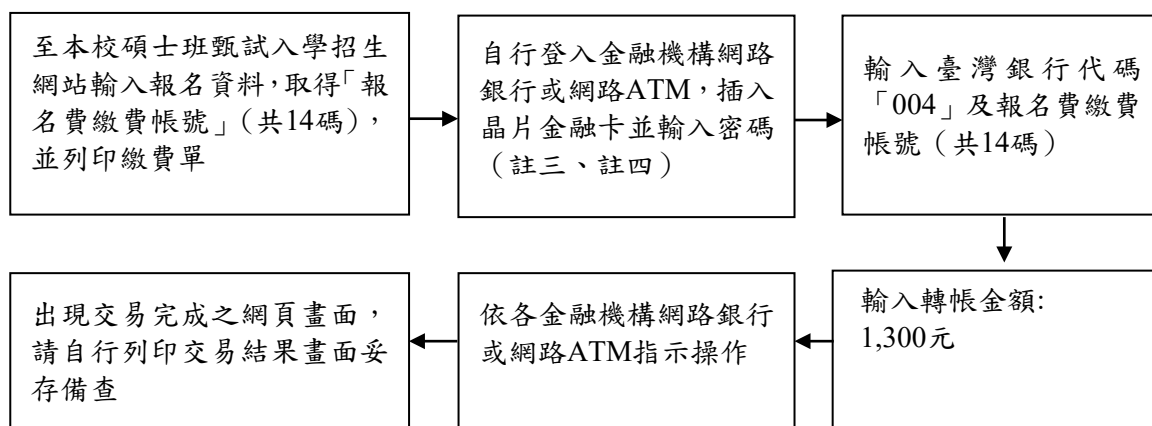 至本校碩士班甄試入學招生
網站輸入報名資料,取得「報
名費繳費帳號」(共14碼),
並列印繳費單
自行登入金融機構網路
銀行或網路ATM,插入
晶片金融卡並輸入密碼
(註三、註四)
輸入臺灣銀行代碼
「004」及報名費繳費
帳號(共14碼)
輸入轉帳金額:
1,300元
依各金融機構網路銀行
或網路ATM指示操作
出現交易完成之網頁畫面,
請自行列印交易結果畫面妥
存備查